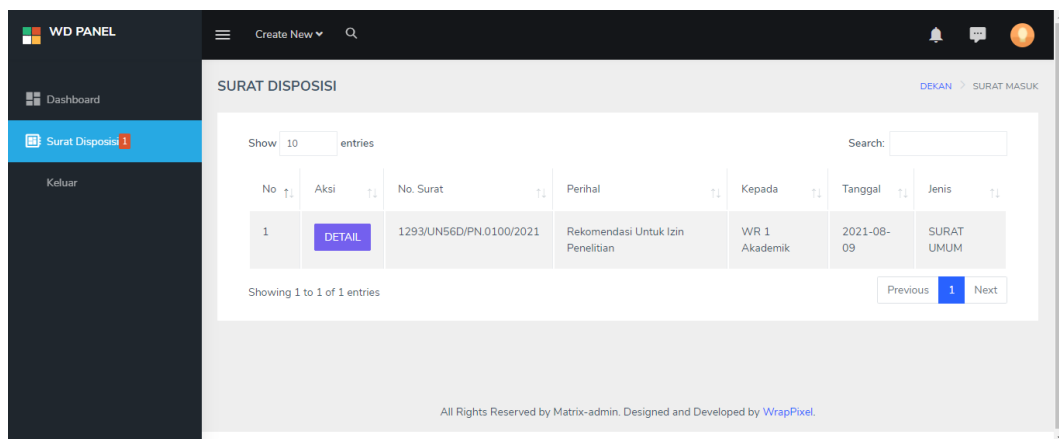 WD PANEL
Create New
SURAT DISPOSISI
DEKAN > SURAT MASUK
Dashboard
Surat Disposisi 1
Keluar
Show 10 entries
Search:
No Aksi No. Surat Perihal Kepada Tanggal Jenis
1 DETAIL 1293/UN56D/PN.0100/2021 Rekomendasi Untuk Izin WR 1 2021-08- SURAT
Penelitian Akademik 09 UMUM
Showing 1 to 1 of 1 entries
Previous 1 Next
All Rights Reserved by Matrix-admin. Designed and Developed by WrapPixel.